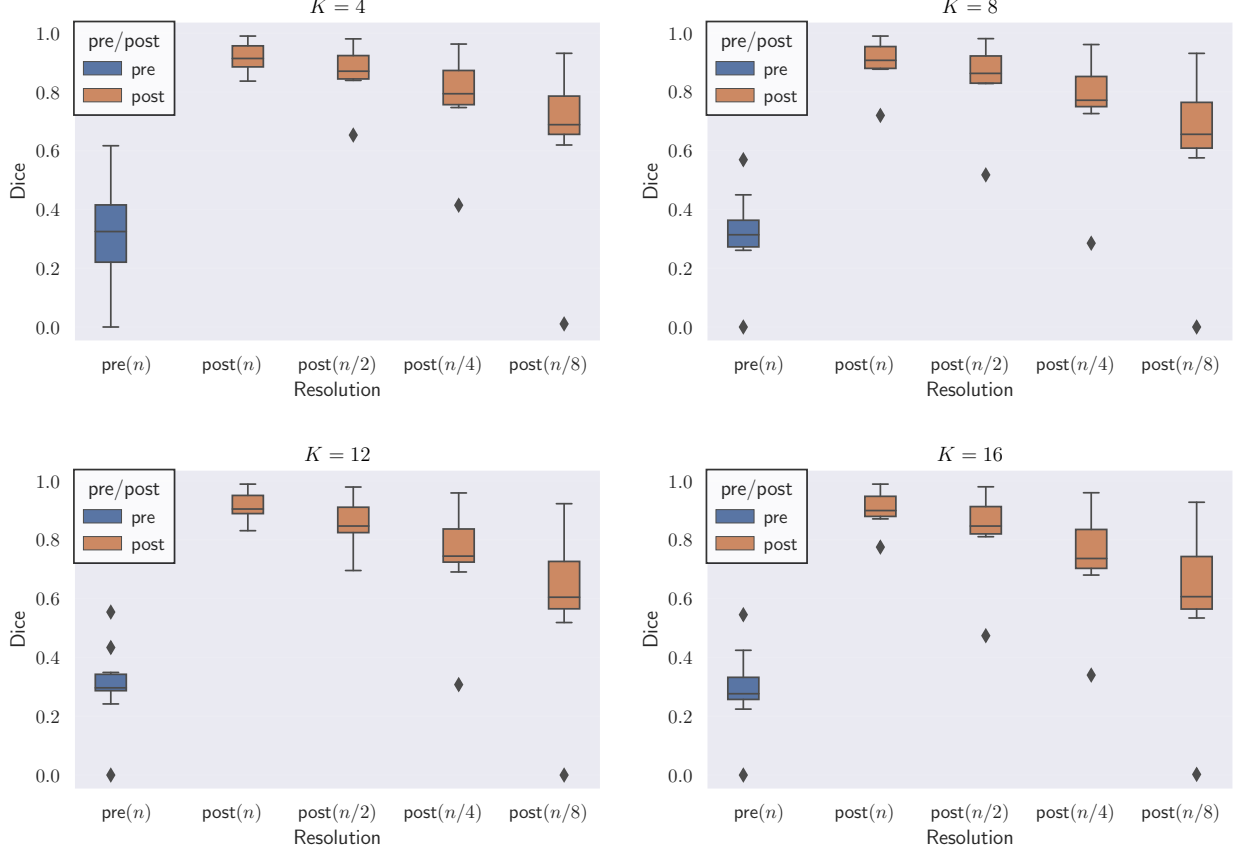 K = 4
pre/post
pre
post
Dice
1.0
0.8
0.6
0.4
0.2
0.0
pre(n) post(n) post(n/2) post(n/4) post(n/8)
Resolution
K = 8
pre/post
pre
post
Dice
1.0
0.8
0.6
0.4
0.2
0.0
pre(n) post(n) post(n/2) post(n/4) post(n/8)
Resolution
K = 12
pre/post
pre
post
Dice
1.0
0.8
0.6
0.4
0.2
0.0
pre(n) post(n) post(n/2) post(n/4) post(n/8)
Resolution
K = 16
pre/post
pre
post
Dice
1.0
0.8
0.6
0.4
0.2
0.0
pre(n) post(n) post(n/2) post(n/4) post(n/8)
Resolution